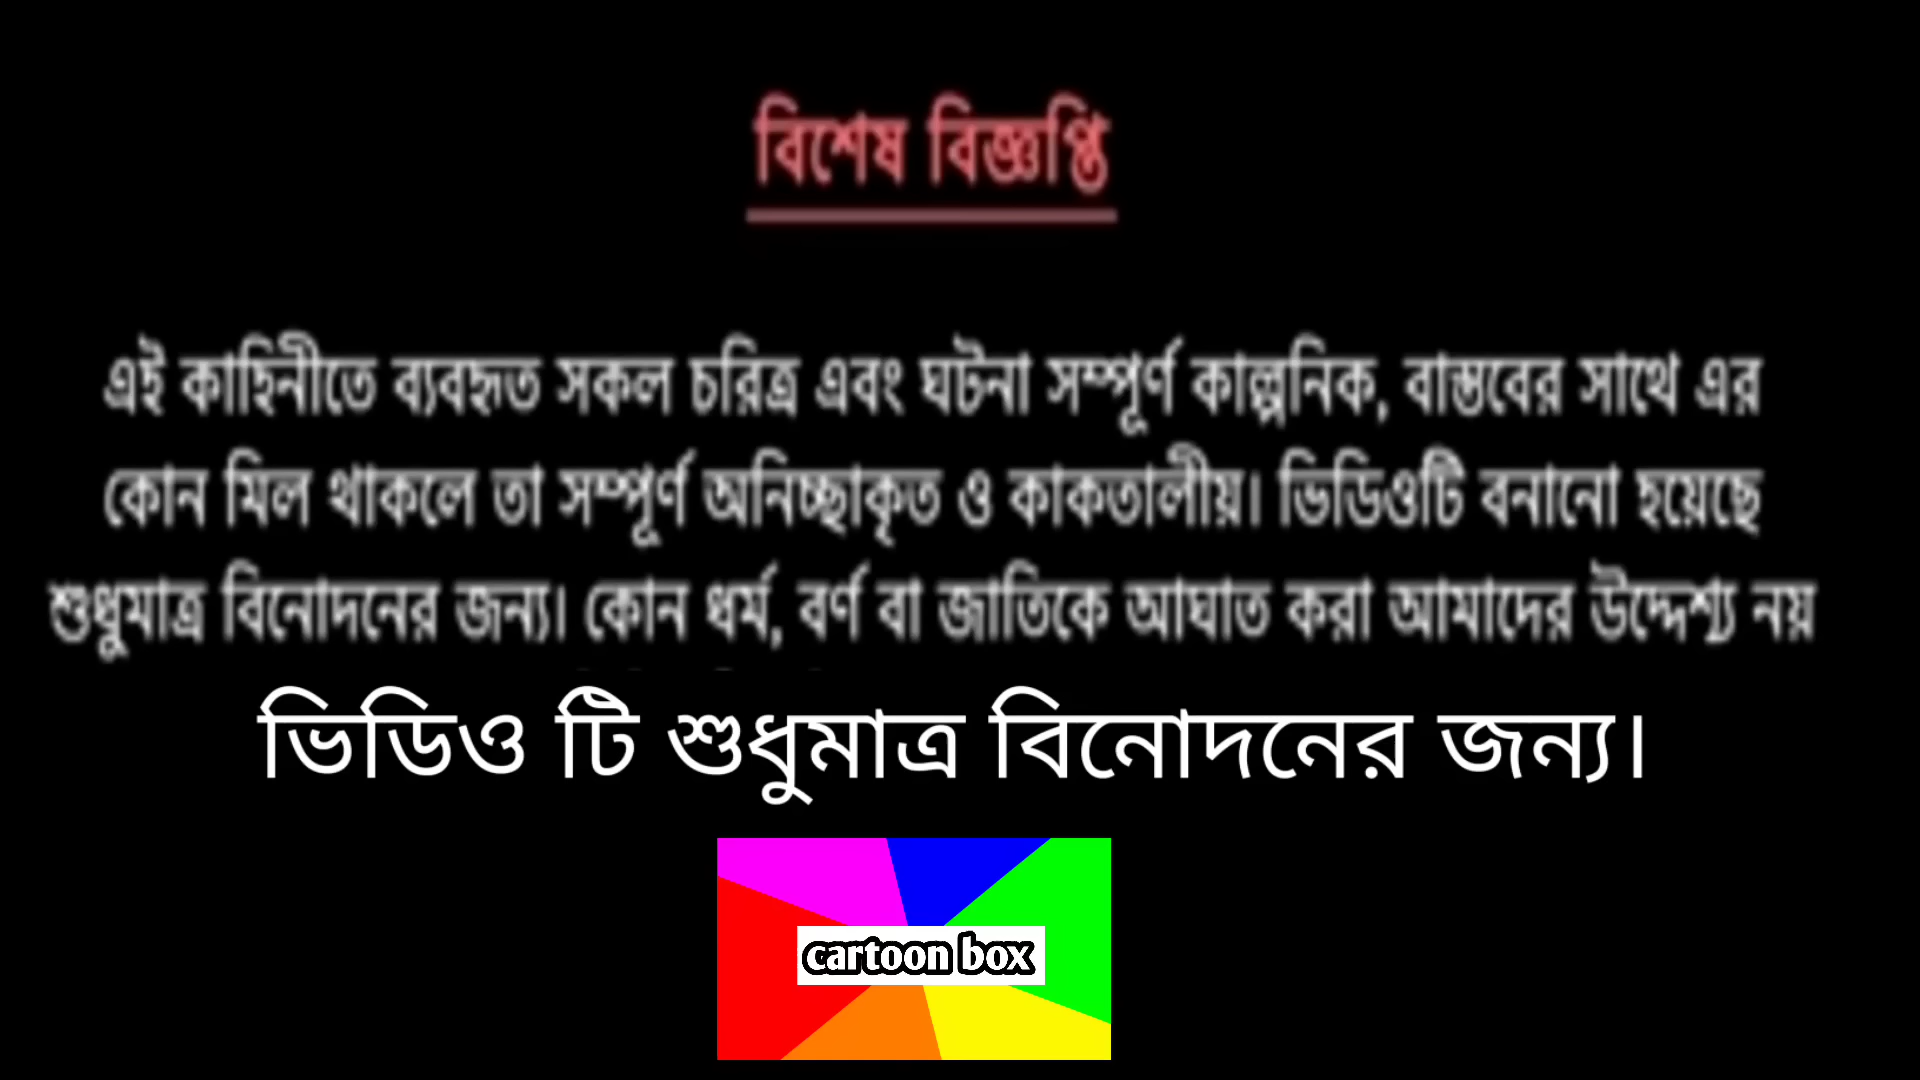 বিশেষ বিজ্ঞপ্তি
এই কাহিনীতে ব্যবহৃত সকল চরিত্র এবং ঘটনা সম্পূর্ণ কাল্পনিক, বাস্তবের সাথে এর
কোন মিল থাকলে তা সম্পূর্ণ অনিচ্ছাকৃত ও কাকতালীয়। ভিডিওটি বনানো হয়েছে
শুধুমাত্র বিনোদনের জন্য। কোন ধর্ম, বর্ণ বা জাতিকে আঘাত করা আমাদের উদ্দেশ্য নয়
ভিডিও টি শুধুমাত্র বিনোদনের জন্য।
cartoon box